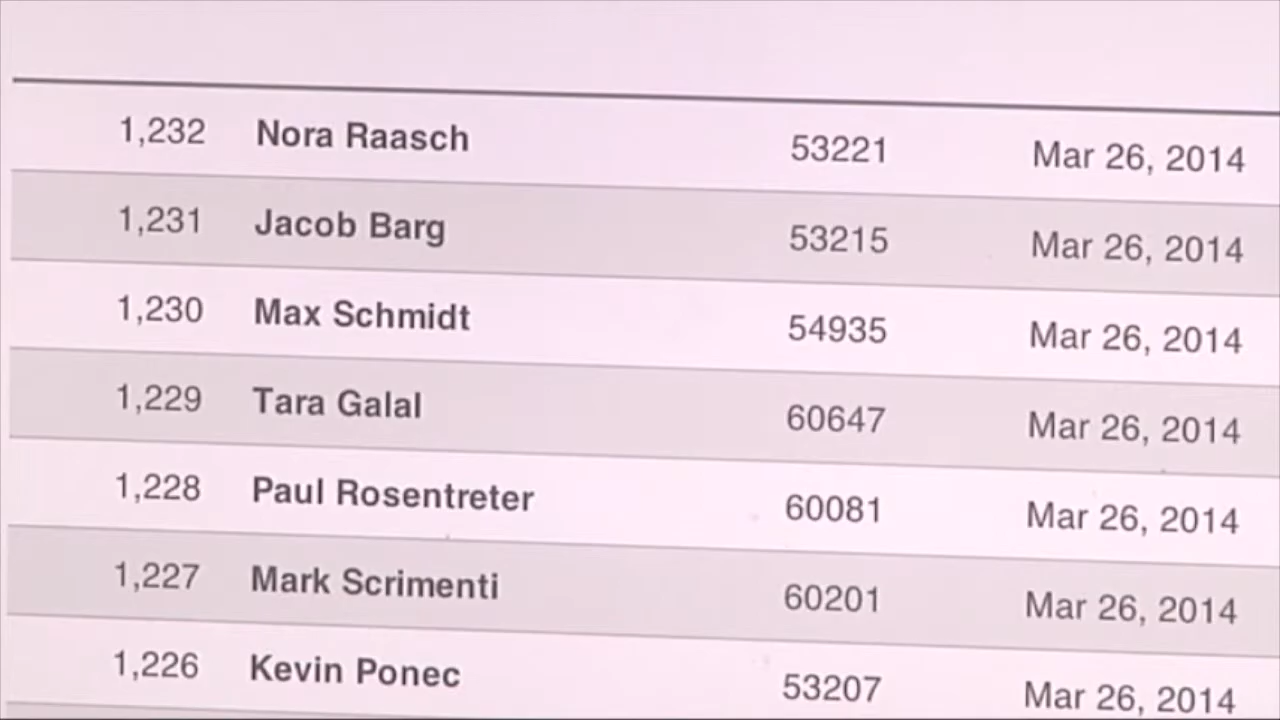 1,232 Nora Raasch 53221 Mar 26, 2014
1,231 Jacob Barg 53215 Mar 26, 2014
1,230 Max Schmidt 54935 Mar 26, 2014
1,229 Tara Galal 60647 Mar 26, 2014
1,228 Paul Rosentreter 60081 Mar 26, 2014
1,227 Mark Scrimenti 60201 Mar 26, 2014
1,226 Kevin Ponec 53207 Mar 26, 2014